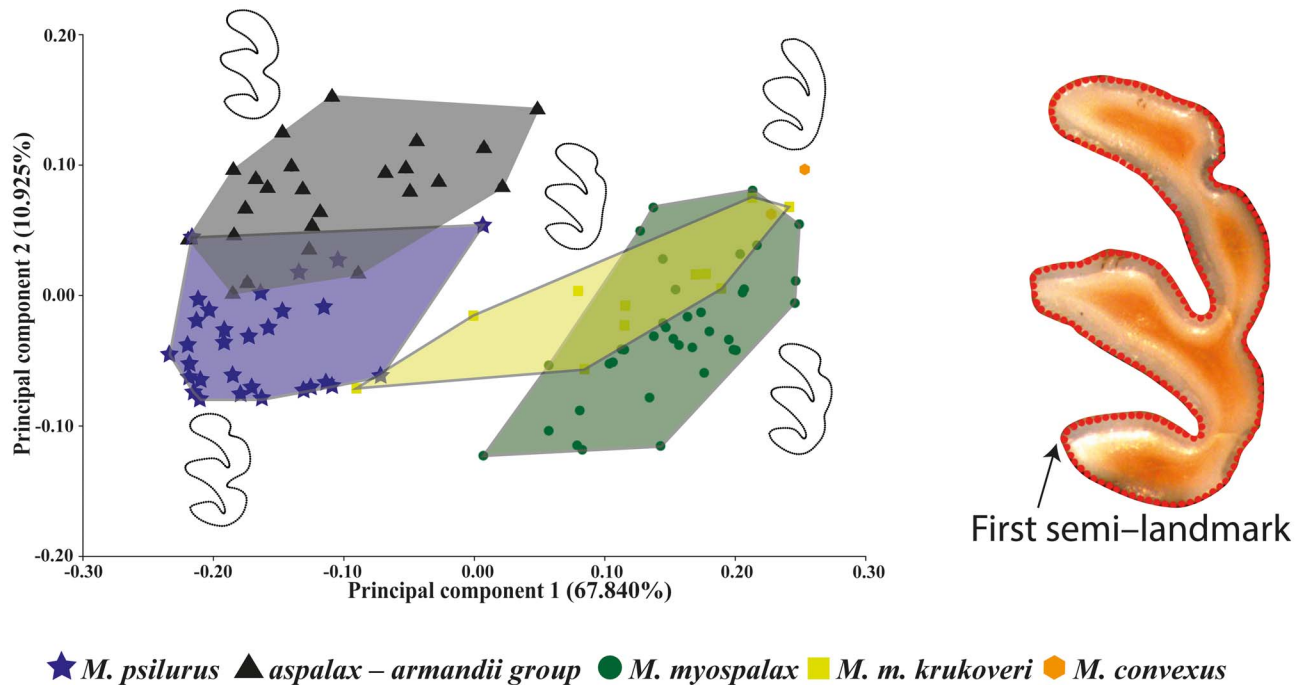 0.20
0.10
0.00
-0.10
-0.20
Principal component 2 (10.925%)
-0.30
-0.20
-0.10
0.00
0.10
0.20
0.30
Principal component 1 (67.840%)
First semi–landmark
M. psilurus
aspalax – armandii group
M. myospalax
M. m. krukoveri
M. convexus